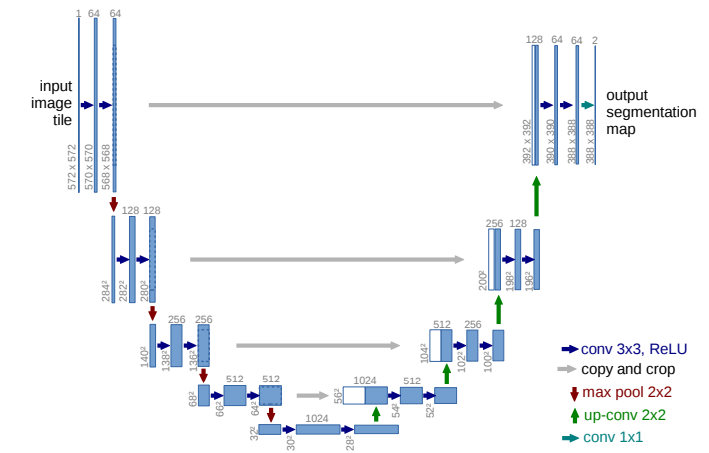 1 64 64
input
image
tile
572 x 572
570 x 570
568 x 568
128 64 64 2
output
segmentation
map
392 x 392
390 x 390
388 x 388
388 x 388
128 128
284²
282²
280²
256 128
200²
198²
196²
256 256
140²
138²
136²
512 256
104²
102²
100²
512 512
68²
66²
64²
1024 512
56²
54²
52²
1024
32²
30²
28²
conv 3x3, ReLU
copy and crop
max pool 2x2
up-conv 2x2
conv 1x1